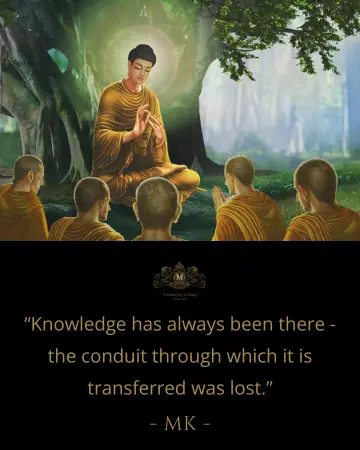 M
“Knowledge has always been there -
the conduit through which it is
transferred was lost.”
- MK -